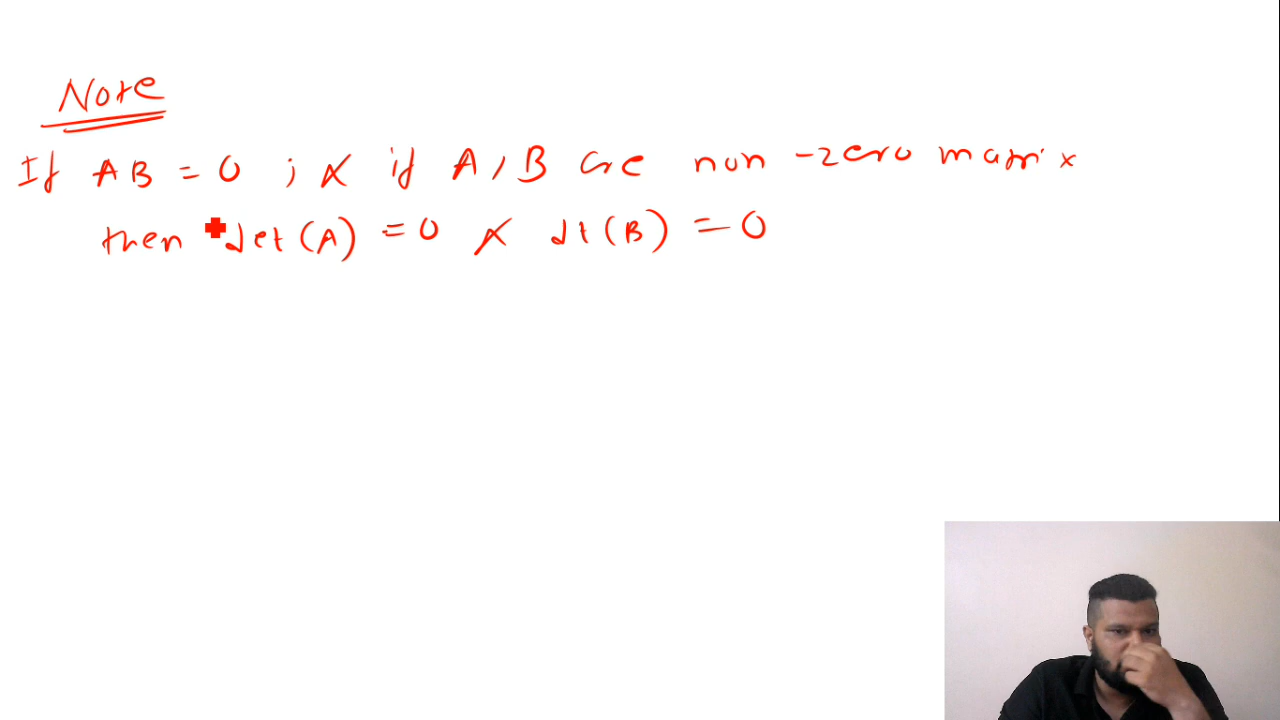 Note
If AB = 0 ; & if A, B are non-zero matrix
then det(A) = 0 & dt(B) = 0